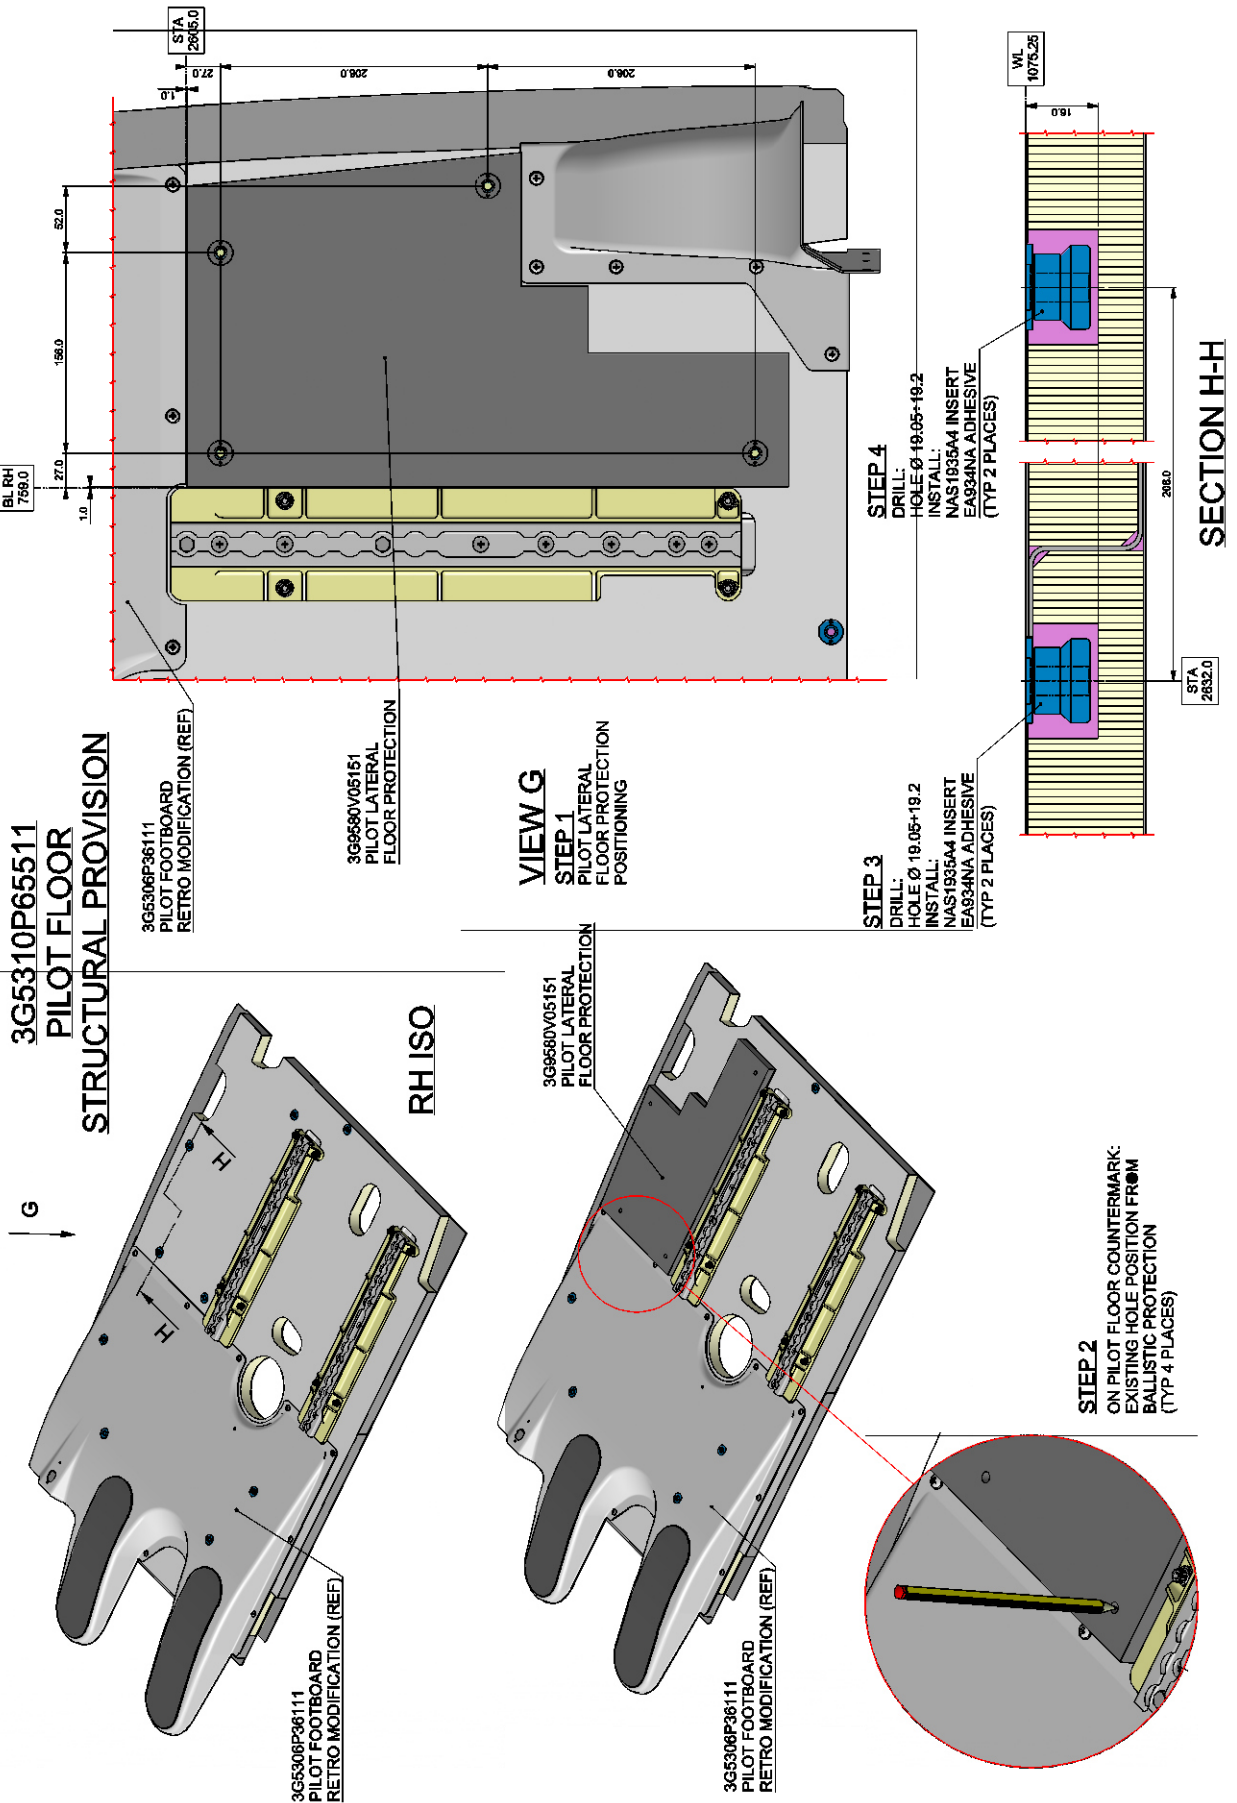 3G5310P65511
PILOT FLOOR
STRUCTURAL PROVISION
G
H
H
3G5306P36111
PILOT FOOTBOARD
RETRO MODIFICATION (REF)
RH ISO
3G9580V05151
PILOT LATERAL
FLOOR PROTECTION
3G5306P36111
PILOT FOOTBOARD
RETRO MODIFICATION (REF)
STEP 2
ON PILOT FLOOR COUNTERMARK:
EXISTING HOLE POSITION FROM
BALLISTIC PROTECTION
(TYP 4 PLACES)
3G5306P36111
PILOT FOOTBOARD
RETRO MODIFICATION (REF)
3G9580V05151
PILOT LATERAL
FLOOR PROTECTION
BL RH
759.0
1.0
27.0
156.0
52.0
STA
2605.0
1.0
27.0
208.0
208.0
VIEW G
STEP 1
PILOT LATERAL
FLOOR PROTECTION
POSITIONING
STEP 3
DRILL:
HOLE Ø 19.05÷19.2
INSTALL:
NAS1935A4 INSERT
EA934NA ADHESIVE
(TYP 2 PLACES)
STEP 4
DRILL:
HOLE Ø 19.05÷19.2
INSTALL:
NAS1935A4 INSERT
EA934NA ADHESIVE
(TYP 2 PLACES)
WL
1075.25
16.0
208.0
STA
2632.0
SECTION H-H